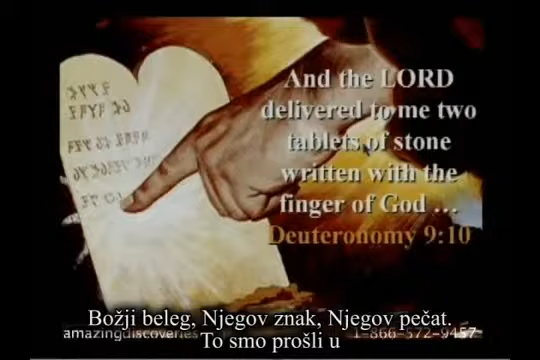 And the LORD
delivered to me two
tablets of stone
written with the
finger of God ...
Deuteronomy 9:10
Božji beleg, Njegov znak, Njegov pečat.
To smo prošli u
amazingdiscoveries
1-866-572-9457